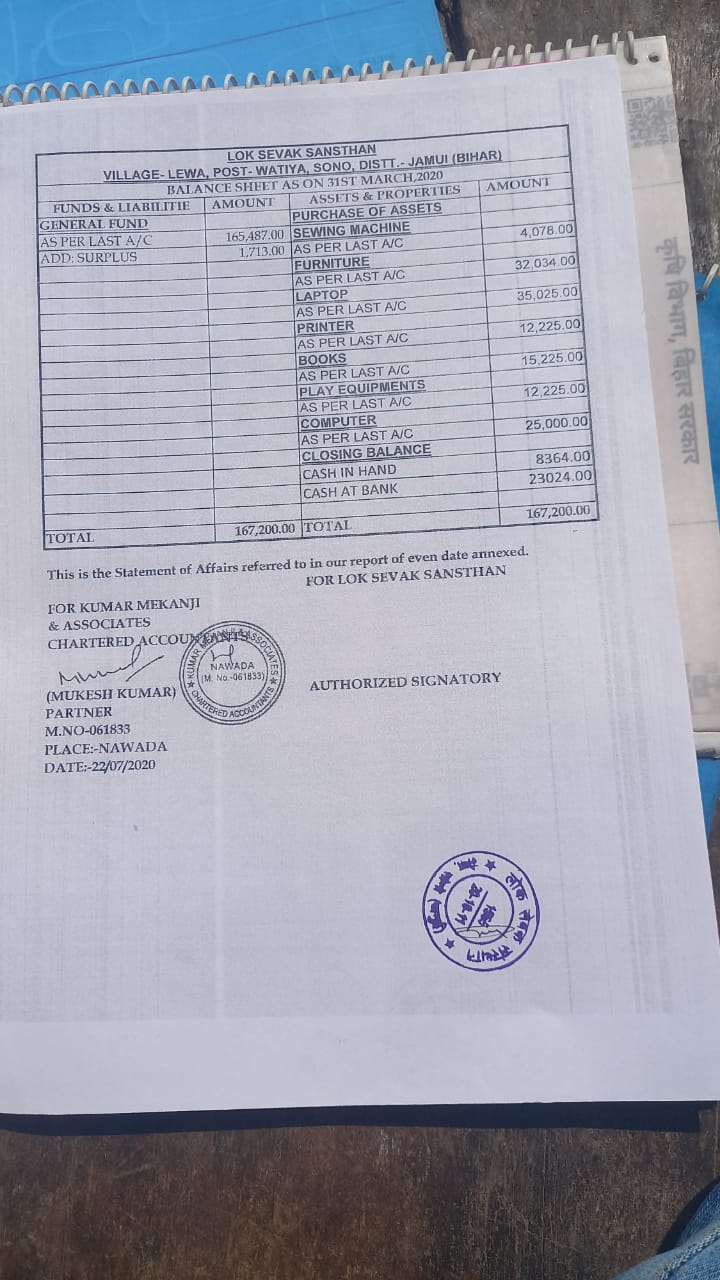 LOK SEVAK SANSTHAN
VILLAGE- LEWA, POST- WATIYA, SONO, DISTT.- JAMUI (BIHAR)
BALANCE SHEET AS ON 31ST MARCH,2020
FUNDS & LIABILITIE AMOUNT ASSETS & PROPERTIES AMOUNT
GENERAL FUND PURCHASE OF ASSETS
AS PER LAST A/C 165,487.00 SEWING MACHINE
ADD: SURPLUS 1,713.00 AS PER LAST A/C 4,078.00
FURNITURE
AS PER LAST A/C 32,034.00
LAPTOP
AS PER LAST A/C 35,025.00
PRINTER
AS PER LAST A/C 12,225.00
BOOKS
AS PER LAST A/C 15,225.00
PLAY EQUIPMENTS
AS PER LAST A/C 12,225.00
COMPUTER
AS PER LAST A/C 25,000.00
CLOSING BALANCE
CASH IN HAND 8364.00
CASH AT BANK 23024.00
TOTAL 167,200.00 TOTAL 167,200.00
This is the Statement of Affairs referred to in our report of even date annexed.
FOR LOK SEVAK SANSTHAN
FOR KUMAR MEKANJI
& ASSOCIATES
CHARTERED ACCOUNTANTS
KUMAR MEKANJI & ASSOCIATES
NAWADA
(M. No.-061833)
CHARTERED ACCOUNTANTS
(MUKESH KUMAR)
AUTHORIZED SIGNATORY
PARTNER
M.NO-061833
PLACE:-NAWADA
DATE:-22/07/2020
लोक सेवक संस्थान
कृषि विभाग, बिहार सरकार